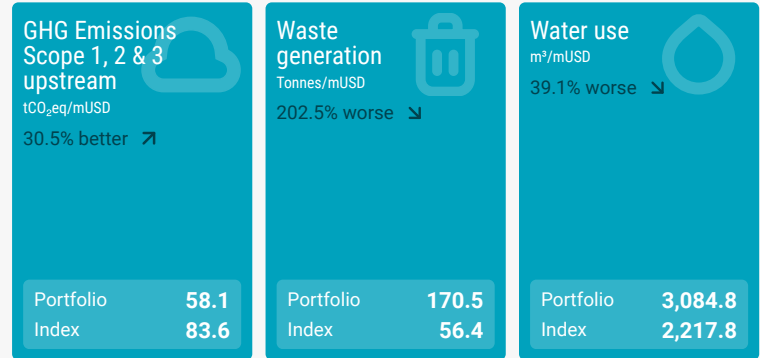 GHG Emissions
Scope 1, 2 & 3
upstream
tCO₂eq/mUSD
30.5% better
Portfolio 58.1
Index 83.6
Waste
generation
Tonnes/mUSD
202.5% worse
Portfolio 170.5
Index 56.4
Water use
m³/mUSD
39.1% worse
Portfolio 3,084.8
Index 2,217.8